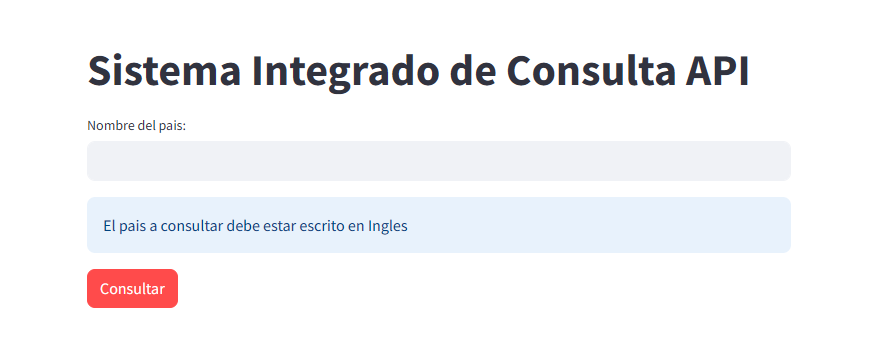 Sistema Integrado de Consulta API
Nombre del pais:
El pais a consultar debe estar escrito en Ingles
Consultar